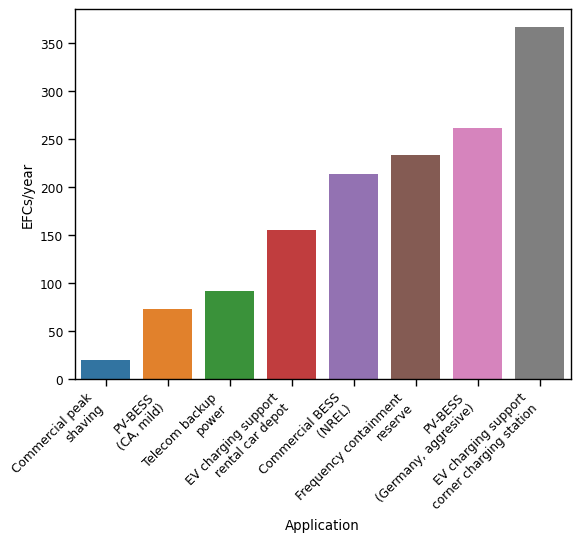 350
300
250
200
150
100
50
0
EFCs/year
Commercial peak
shaving
PV-BESS
(CA, mild)
Telecom backup
power
EV charging support
rental car depot
Commercial BESS
(NREL)
Frequency containment
reserve
PV-BESS
(Germany, aggresive)
EV charging support
corner charging station
Application